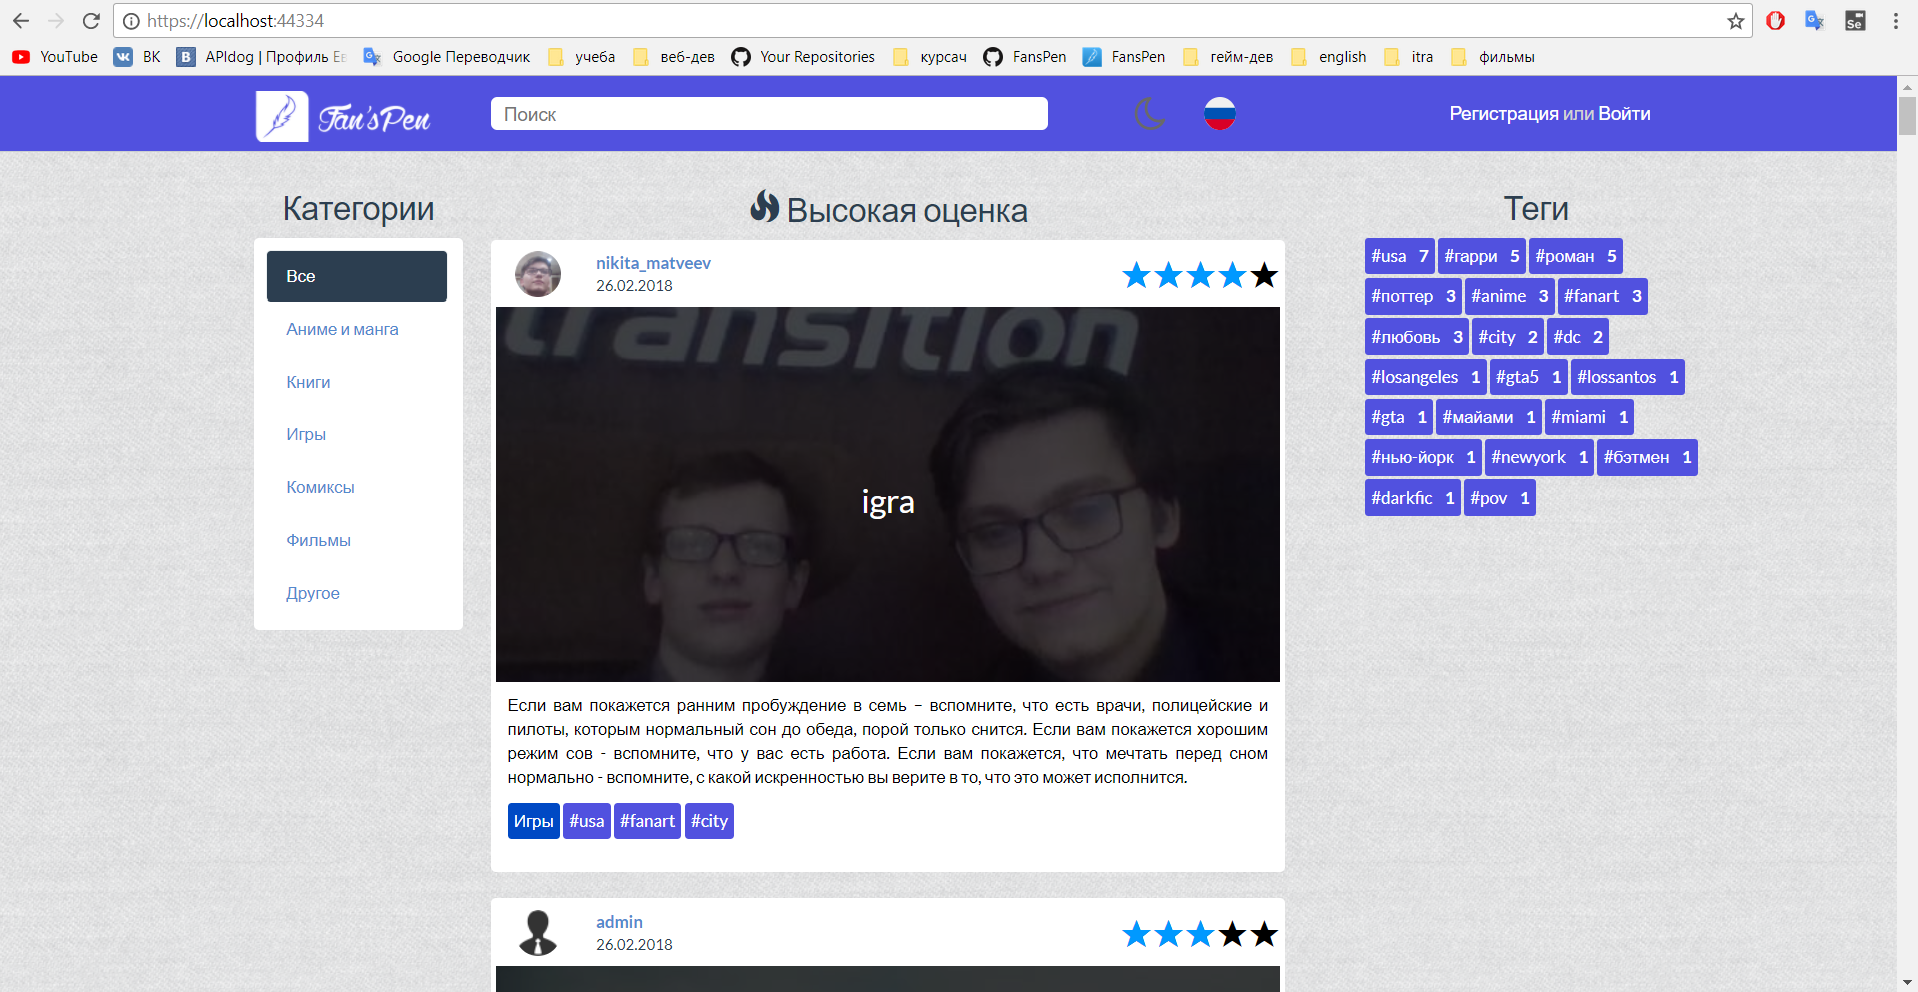 https://localhost:44334
YouTube ВК APIdog | Профиль Ев Google Переводчик учеба веб-дев Your Repositories курсач FansPen FansPen гейм-дев english itra фильмы
Fan'sPen Поиск Регистрация или Войти
Категории
Все
Аниме и манга
Книги
Игры
Комиксы
Фильмы
Другое
Высокая оценка
nikita_matveev
26.02.2018
transition
igra
Если вам покажется ранним пробуждение в семь – вспомните, что есть врачи, полицейские и
пилоты, которым нормальный сон до обеда, порой только снится. Если вам покажется хорошим
режим сов - вспомните, что у вас есть работа. Если вам покажется, что мечтать перед сном
нормально - вспомните, с какой искренностью вы верите в то, что это может исполнится.
Игры #usa #fanart #city
admin
26.02.2018
Теги
#usa 7 #гарри 5 #роман 5
#поттер 3 #anime 3 #fanart 3
#любовь 3 #city 2 #dc 2
#losangeles 1 #gta5 1 #lossantos 1
#gta 1 #майами 1 #miami 1
#нью-йорк 1 #newyork 1 #бэтмен 1
#darkfic 1 #pov 1